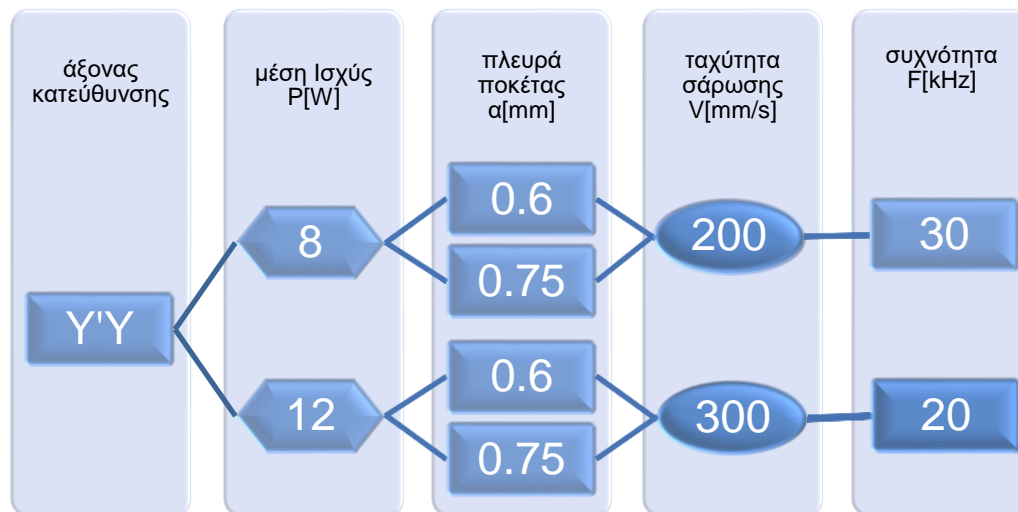 άξονας
κατεύθυνσης
μέση Ισχύς
P[W]
πλευρά
ποκέτας
α[mm]
ταχύτητα
σάρωσης
V[mm/s]
συχνότητα
F[kHz]
Y'Y
8
12
0.6
0.75
0.6
0.75
200
300
30
20